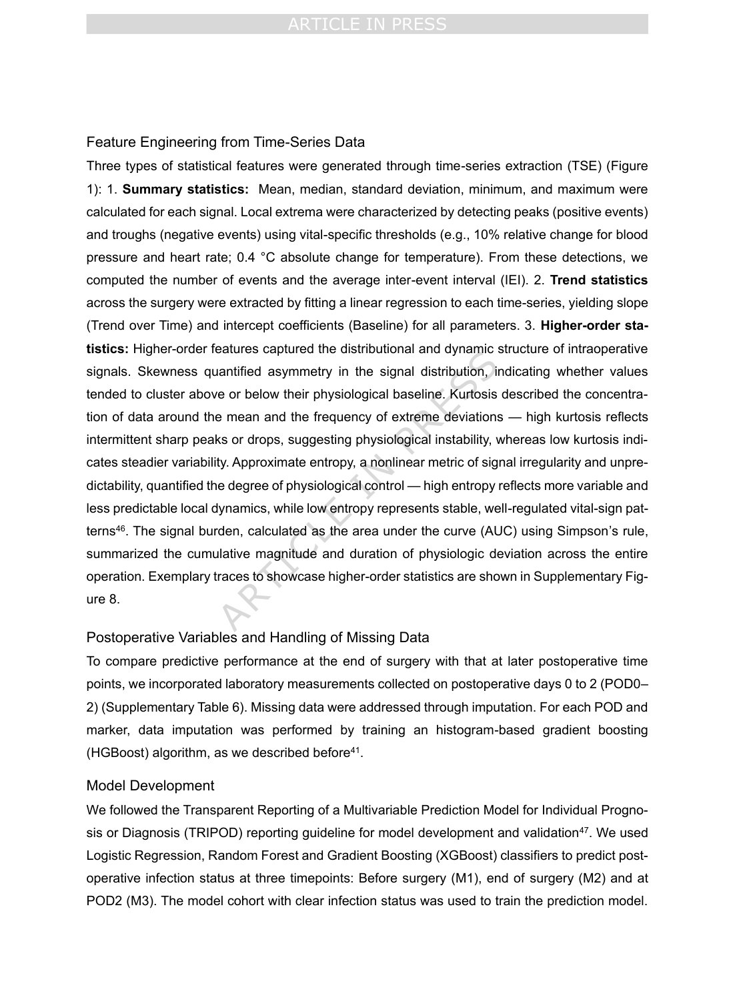 ARTICLE IN PRESS
Feature Engineering from Time-Series Data
Three types of statistical features were generated through time-series extraction (TSE) (Figure
1): 1. Summary statistics: Mean, median, standard deviation, minimum, and maximum were
calculated for each signal. Local extrema were characterized by detecting peaks (positive events)
and troughs (negative events) using vital-specific thresholds (e.g., 10% relative change for blood
pressure and heart rate; 0.4 °C absolute change for temperature). From these detections, we
computed the number of events and the average inter-event interval (IEI). 2. Trend statistics
across the surgery were extracted by fitting a linear regression to each time-series, yielding slope
(Trend over Time) and intercept coefficients (Baseline) for all parameters. 3. Higher-order sta-
tistics: Higher-order features captured the distributional and dynamic structure of intraoperative
signals. Skewness quantified asymmetry in the signal distribution, indicating whether values
tended to cluster above or below their physiological baseline. Kurtosis described the concentra-
tion of data around the mean and the frequency of extreme deviations — high kurtosis reflects
intermittent sharp peaks or drops, suggesting physiological instability, whereas low kurtosis indi-
cates steadier variability. Approximate entropy, a nonlinear metric of signal irregularity and unpre-
dictability, quantified the degree of physiological control — high entropy reflects more variable and
less predictable local dynamics, while low entropy represents stable, well-regulated vital-sign pat-
terns⁴⁶. The signal burden, calculated as the area under the curve (AUC) using Simpson’s rule,
summarized the cumulative magnitude and duration of physiologic deviation across the entire
operation. Exemplary traces to showcase higher-order statistics are shown in Supplementary Fig-
ure 8.
ARTICLE IN PRESS
Postoperative Variables and Handling of Missing Data
To compare predictive performance at the end of surgery with that at later postoperative time
points, we incorporated laboratory measurements collected on postoperative days 0 to 2 (POD0–
2) (Supplementary Table 6). Missing data were addressed through imputation. For each POD and
marker, data imputation was performed by training an histogram-based gradient boosting
(HGBoost) algorithm, as we described before⁴¹.
Model Development
We followed the Transparent Reporting of a Multivariable Prediction Model for Individual Progno-
sis or Diagnosis (TRIPOD) reporting guideline for model development and validation⁴⁷. We used
Logistic Regression, Random Forest and Gradient Boosting (XGBoost) classifiers to predict post-
operative infection status at three timepoints: Before surgery (M1), end of surgery (M2) and at
POD2 (M3). The model cohort with clear infection status was used to train the prediction model.